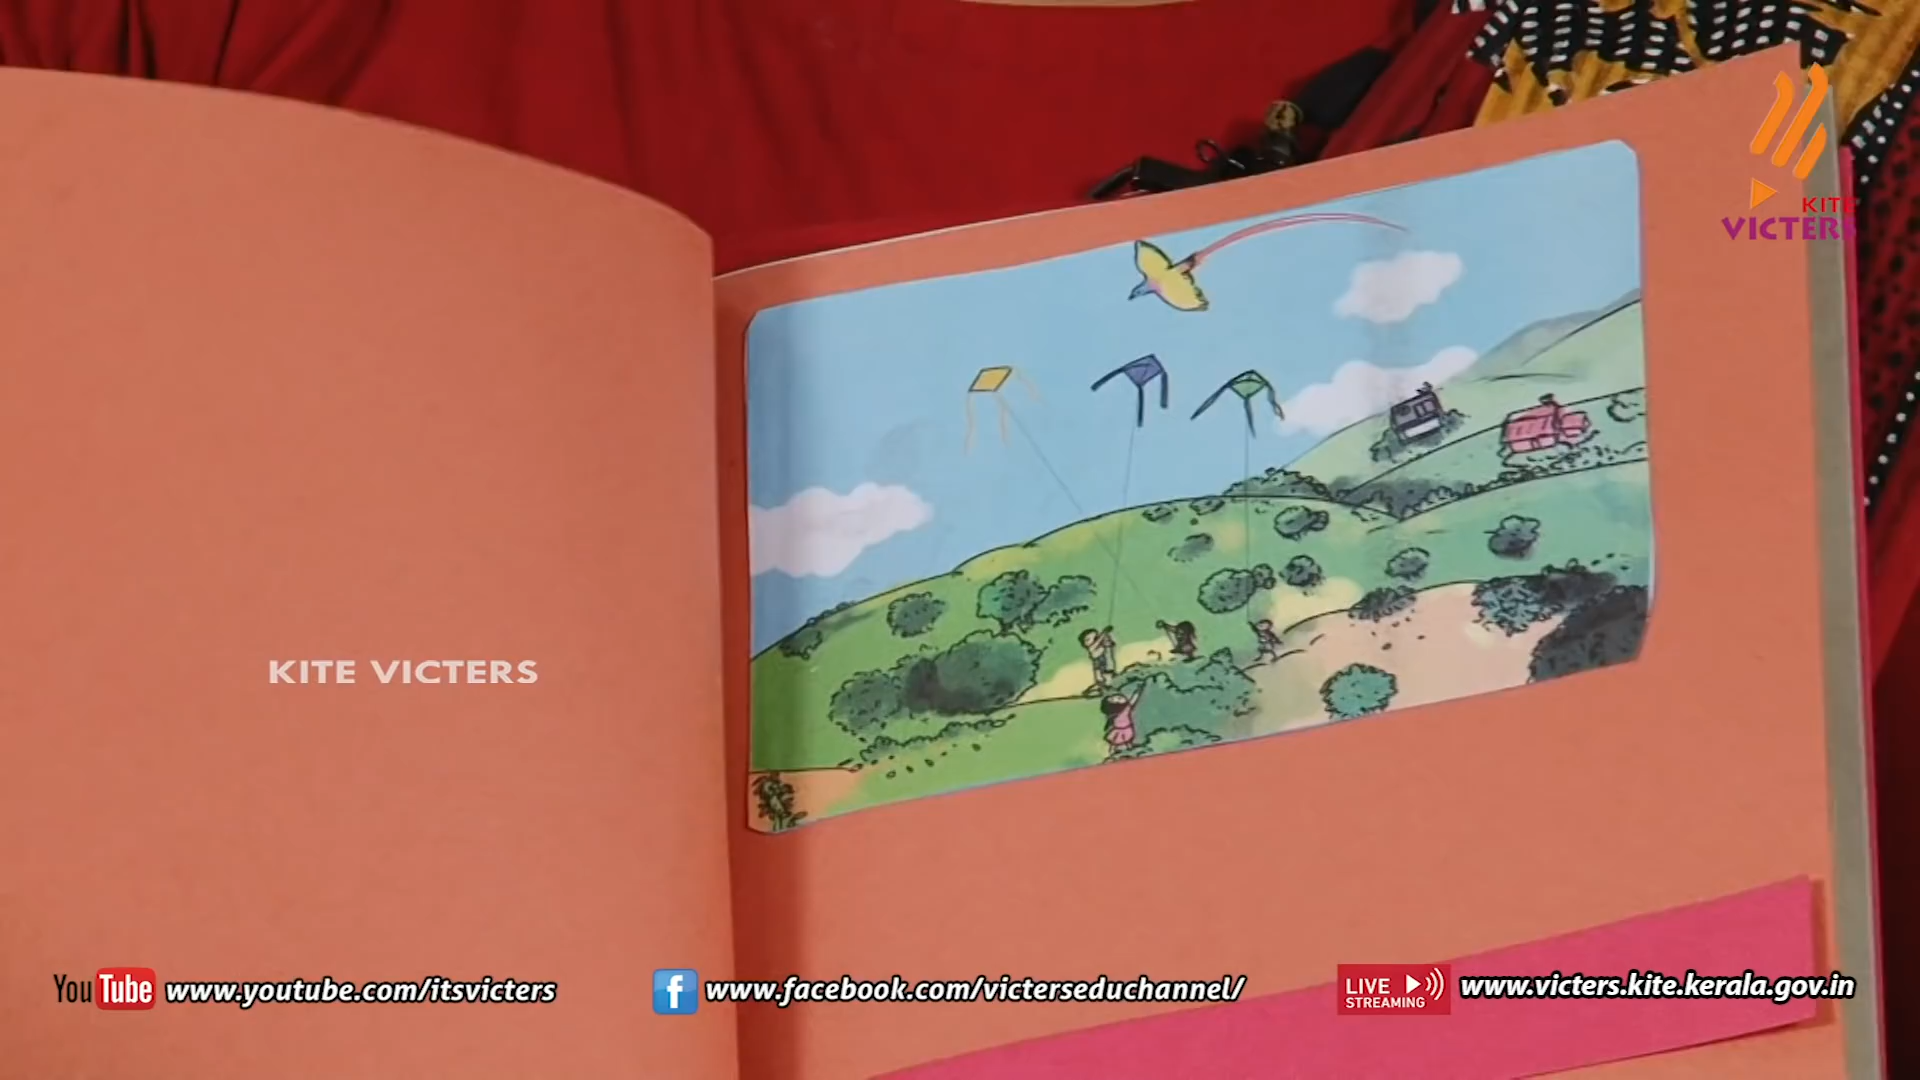 KITE
VICTERS
KITE VICTERS
YouTube www.youtube.com/itsvicters
f www.facebook.com/victerseduchannel/
LIVE STREAMING www.victers.kite.kerala.gov.in